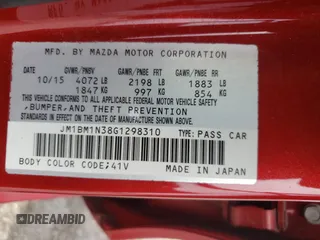 MFD. BY MAZDA MOTOR CORPORATION
GVWR/PNBV GAWR/PNBE FRT GAWR/PNBE RR
10/15 4072 LB 2198 LB 1883 LB
1847 KG 997 KG 854 KG
THIS VEHICLE CONFORMS TO ALL APPLICABLE
FEDERAL MOTOR VEHICLE SAFETY
,BUMPER,AND THEFT PREVENTION
STANDARDS IN EFFECT ON THE DATE OF
MANUFACTURE SHOWN ABOVE.
JM1BM1N38G1298310 TYPE:PASS CAR
BODY COLOR CODE:41V MADE IN JAPAN
DREAMBID